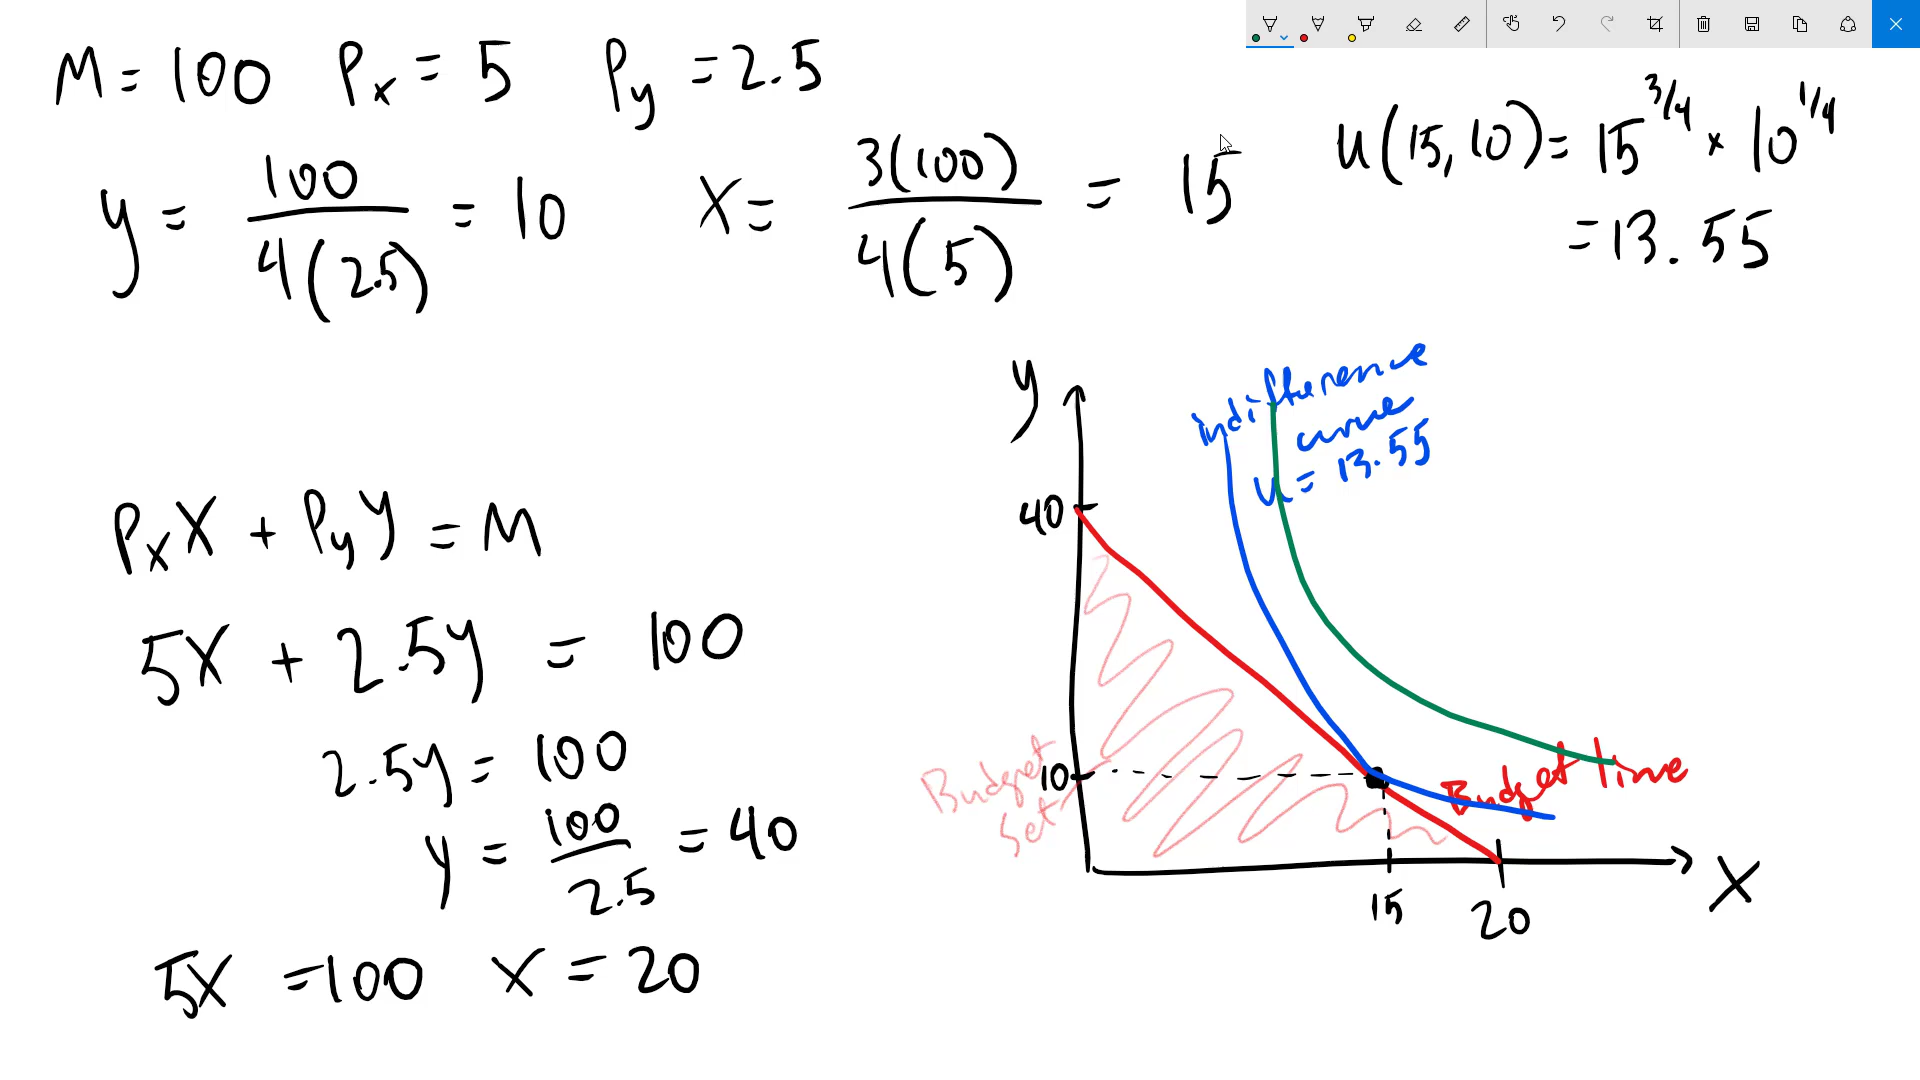 M = 100 Px = 5 Py = 2.5
y = 100/4(2.5) = 10 x = 3(100)/4(5) = 15
u(15,10) = 15^3/4 × 10^1/4
= 13.55
PxX + PyY = M
5X + 2.5y = 100
2.5y = 100
y = 100/2.5 = 40
5x = 100 x = 20
y
indifference
curve
u = 13.55
40
10
Budget
set
Budget line
15
20
X